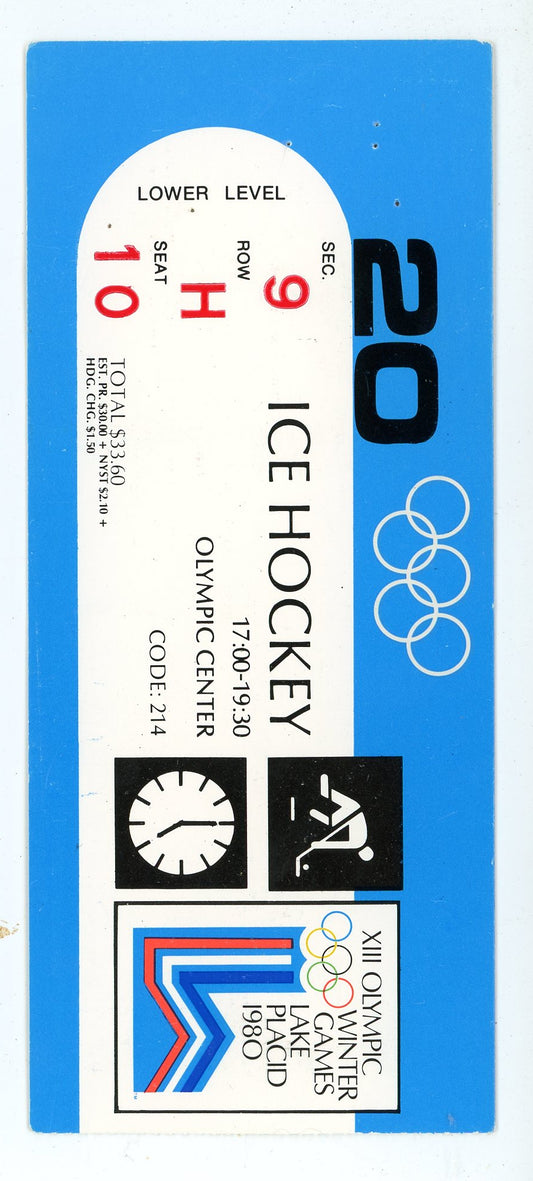 LOWER LEVEL
20
SEC.
9
ROW
H
SEAT
10
ICE HOCKEY
17:00-19:30
OLYMPIC CENTER
CODE: 214
TOTAL $33.60
EST. PR. $30.00 + NYST $2.10 +
HDG. CHG. $1.50
XIII OLYMPIC
WINTER
GAMES
LAKE
PLACID
1980